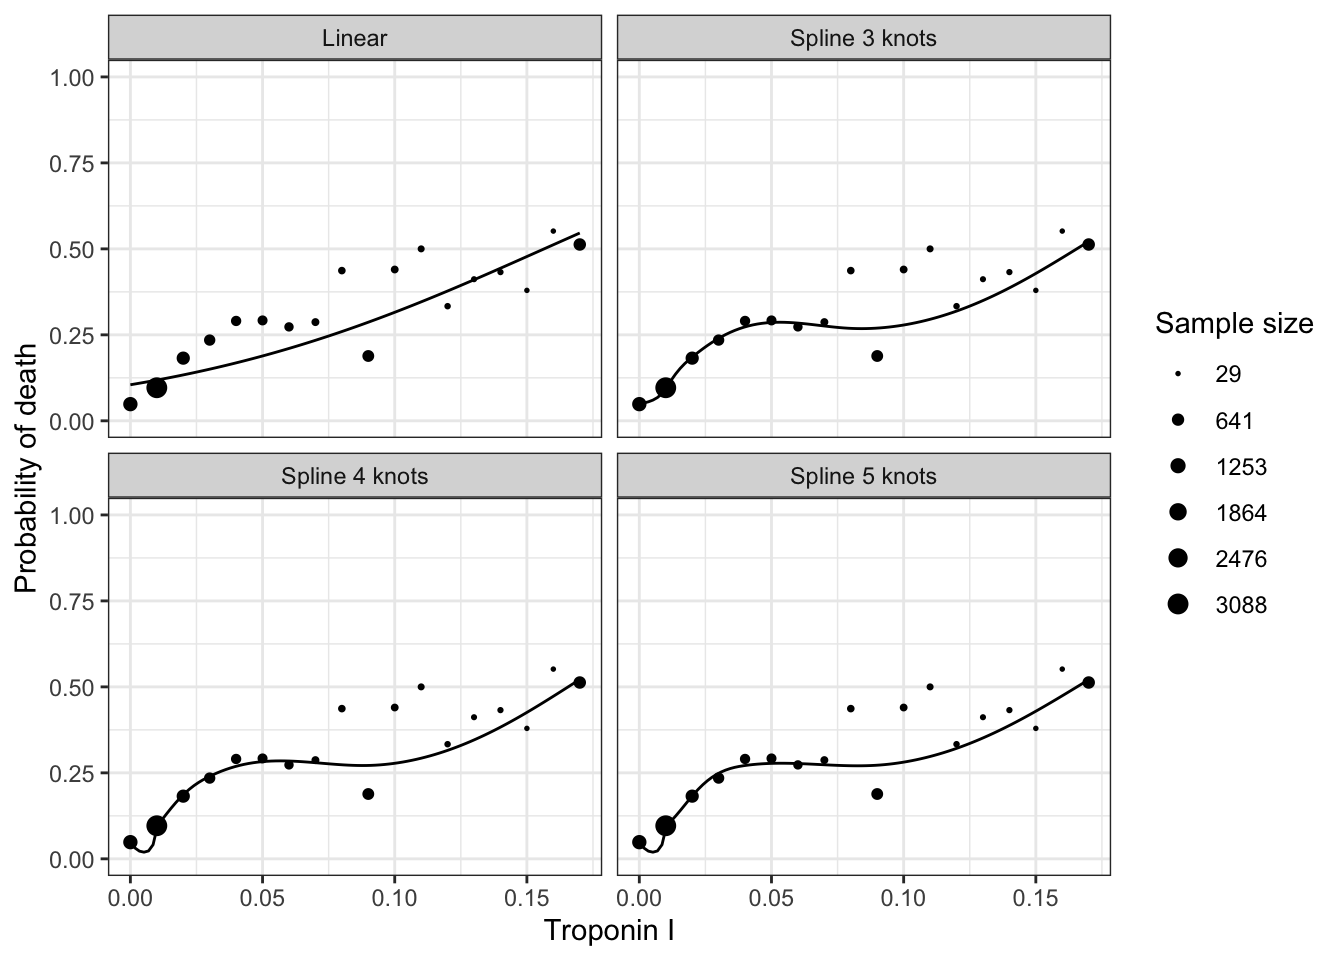 Linear
Spline 3 knots
1.00
0.75
0.50
0.25
0.00
Spline 4 knots
Spline 5 knots
1.00
0.75
0.50
0.25
0.00
0.00 0.05 0.10 0.15
0.00 0.05 0.10 0.15
Troponin I
Probability of death
Sample size
29
641
1253
1864
2476
3088